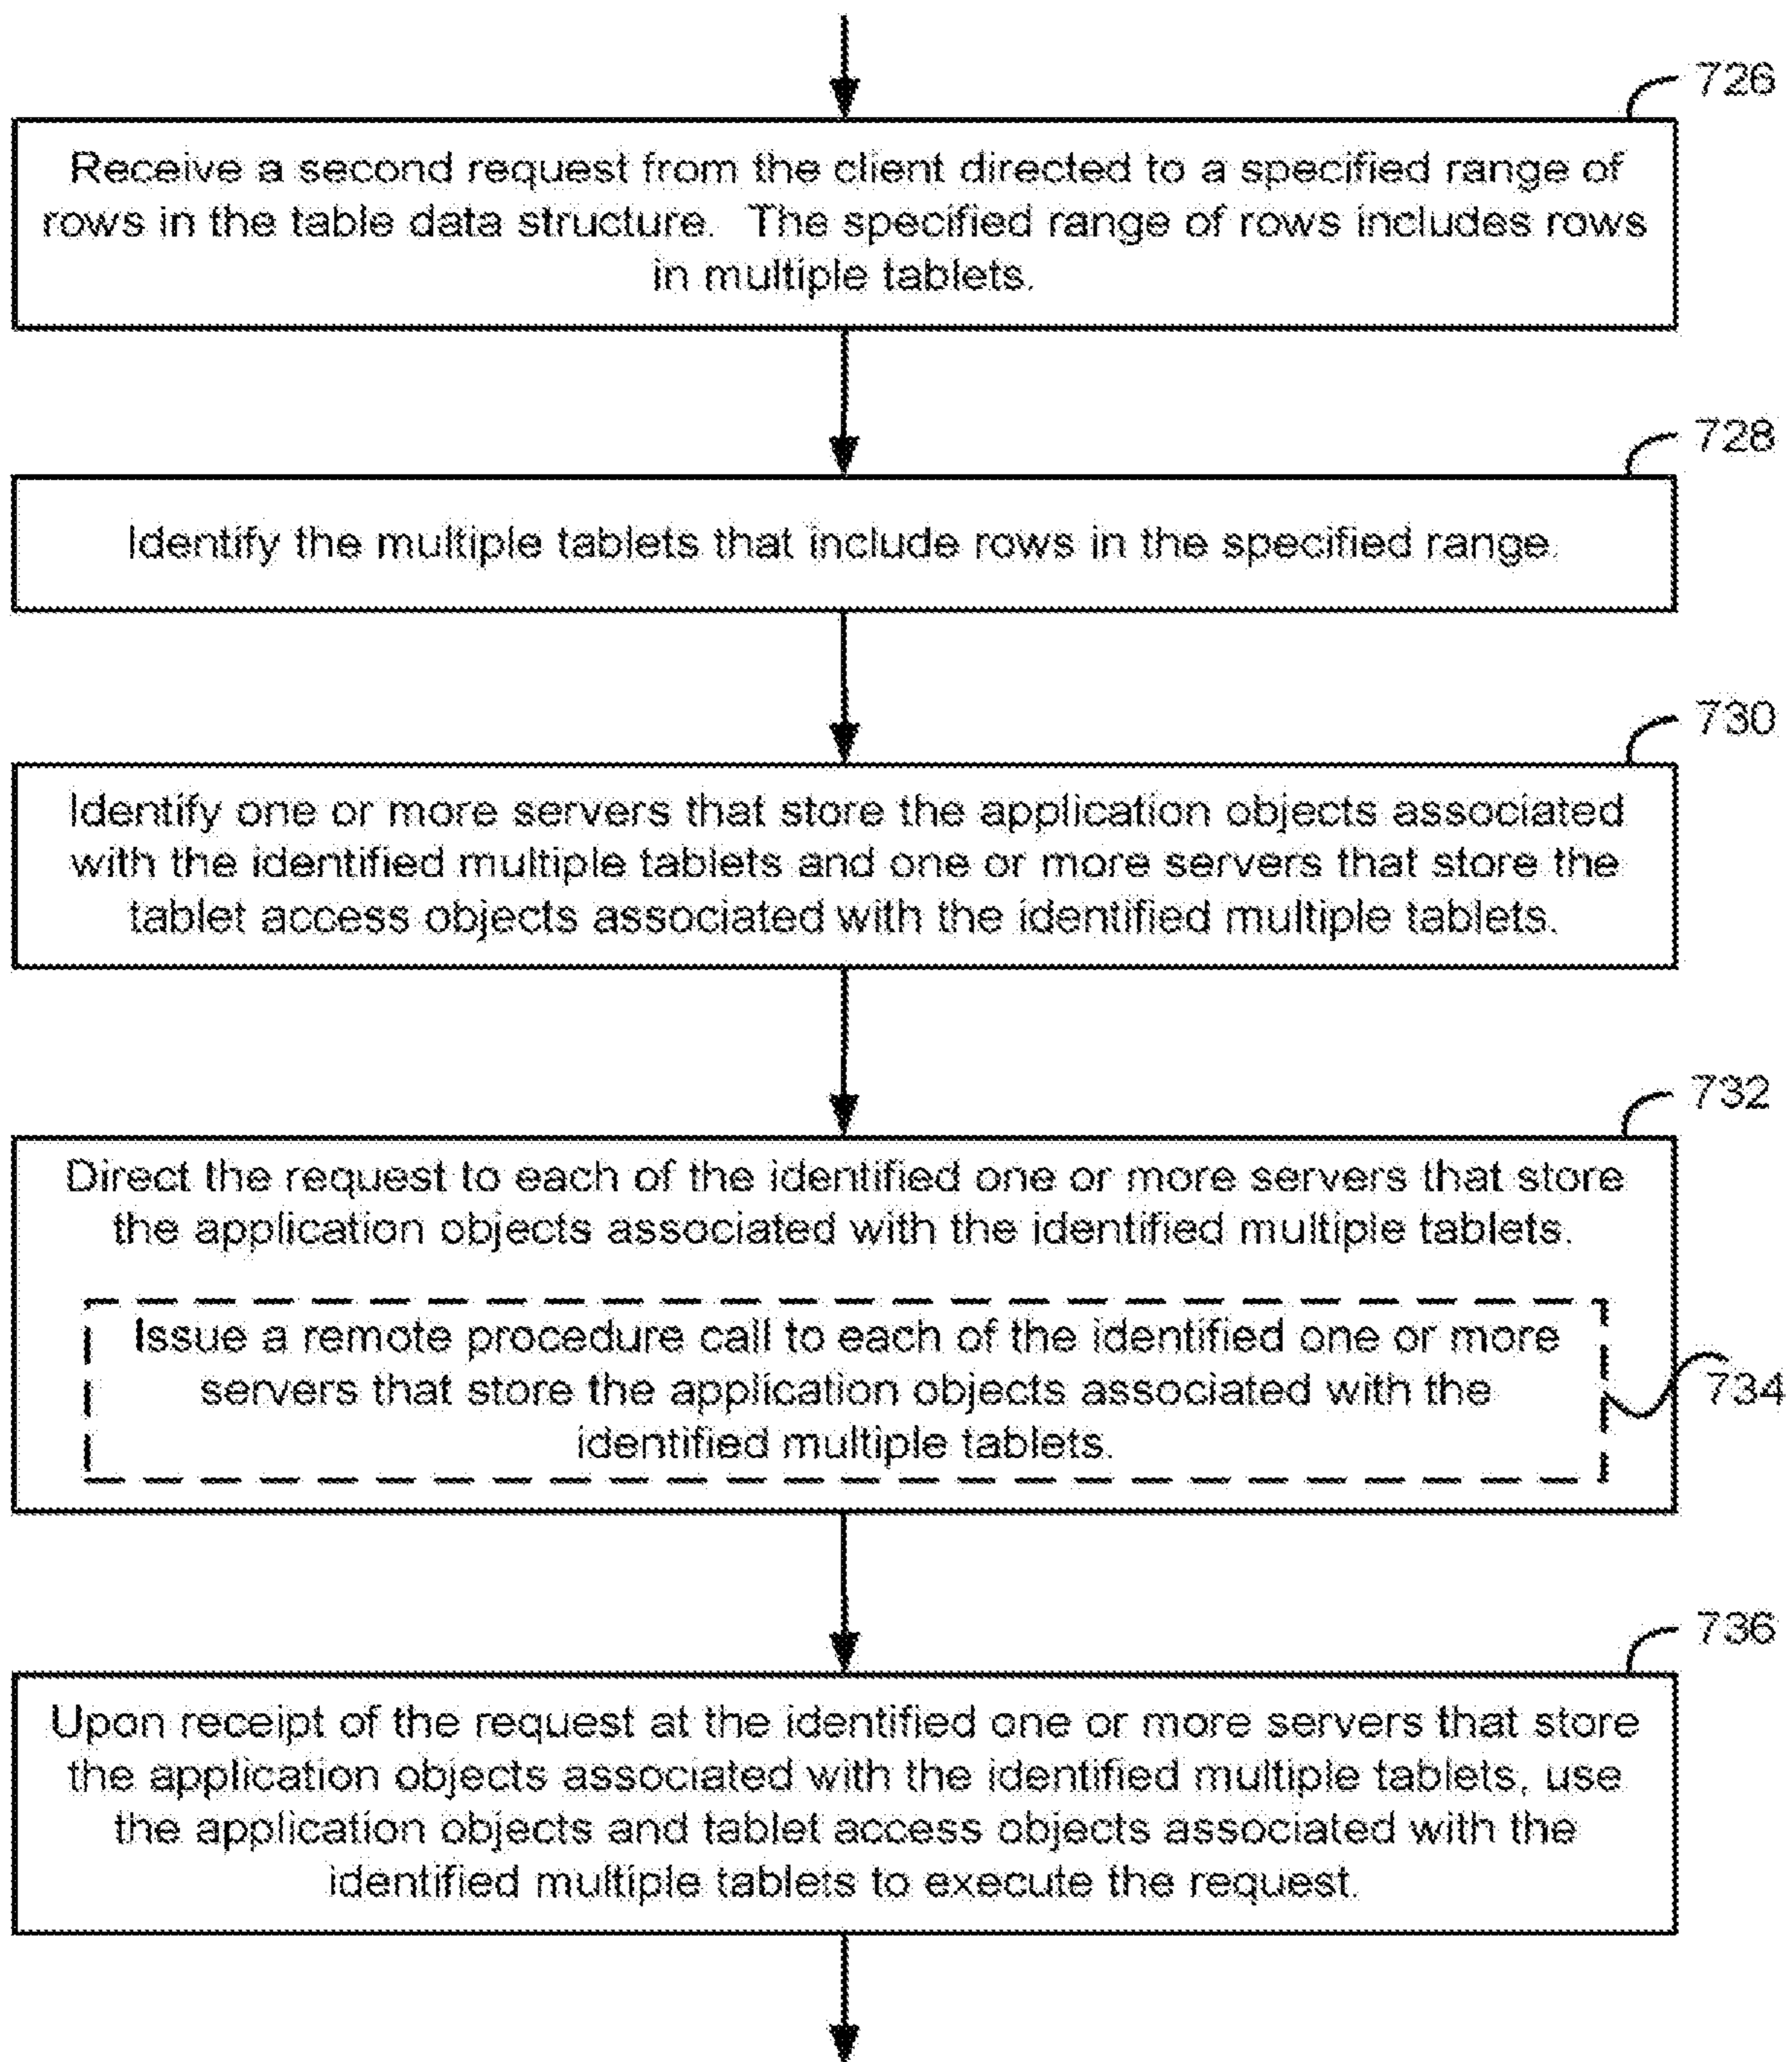 726
Receive a second request from the client directed to a specified range of
rows in the table data structure. The specified range of rows includes rows
in multiple tablets.
728
Identify the multiple tablets that include rows in the specified range.
730
Identify one or more servers that store the application objects associated
with the identified multiple tablets and one or more servers that store the
tablet access objects associated with the identified multiple tablets.
732
Direct the request to each of the identified one or more servers that store
the application objects associated with the identified multiple tablets.
Issue a remote procedure call to each of the identified one or more
servers that store the application objects associated with the
identified multiple tablets.
734
736
Upon receipt of the request at the identified one or more servers that store
the application objects associated with the identified multiple tablets, use
the application objects and tablet access objects associated with the
identified multiple tablets to execute the request.